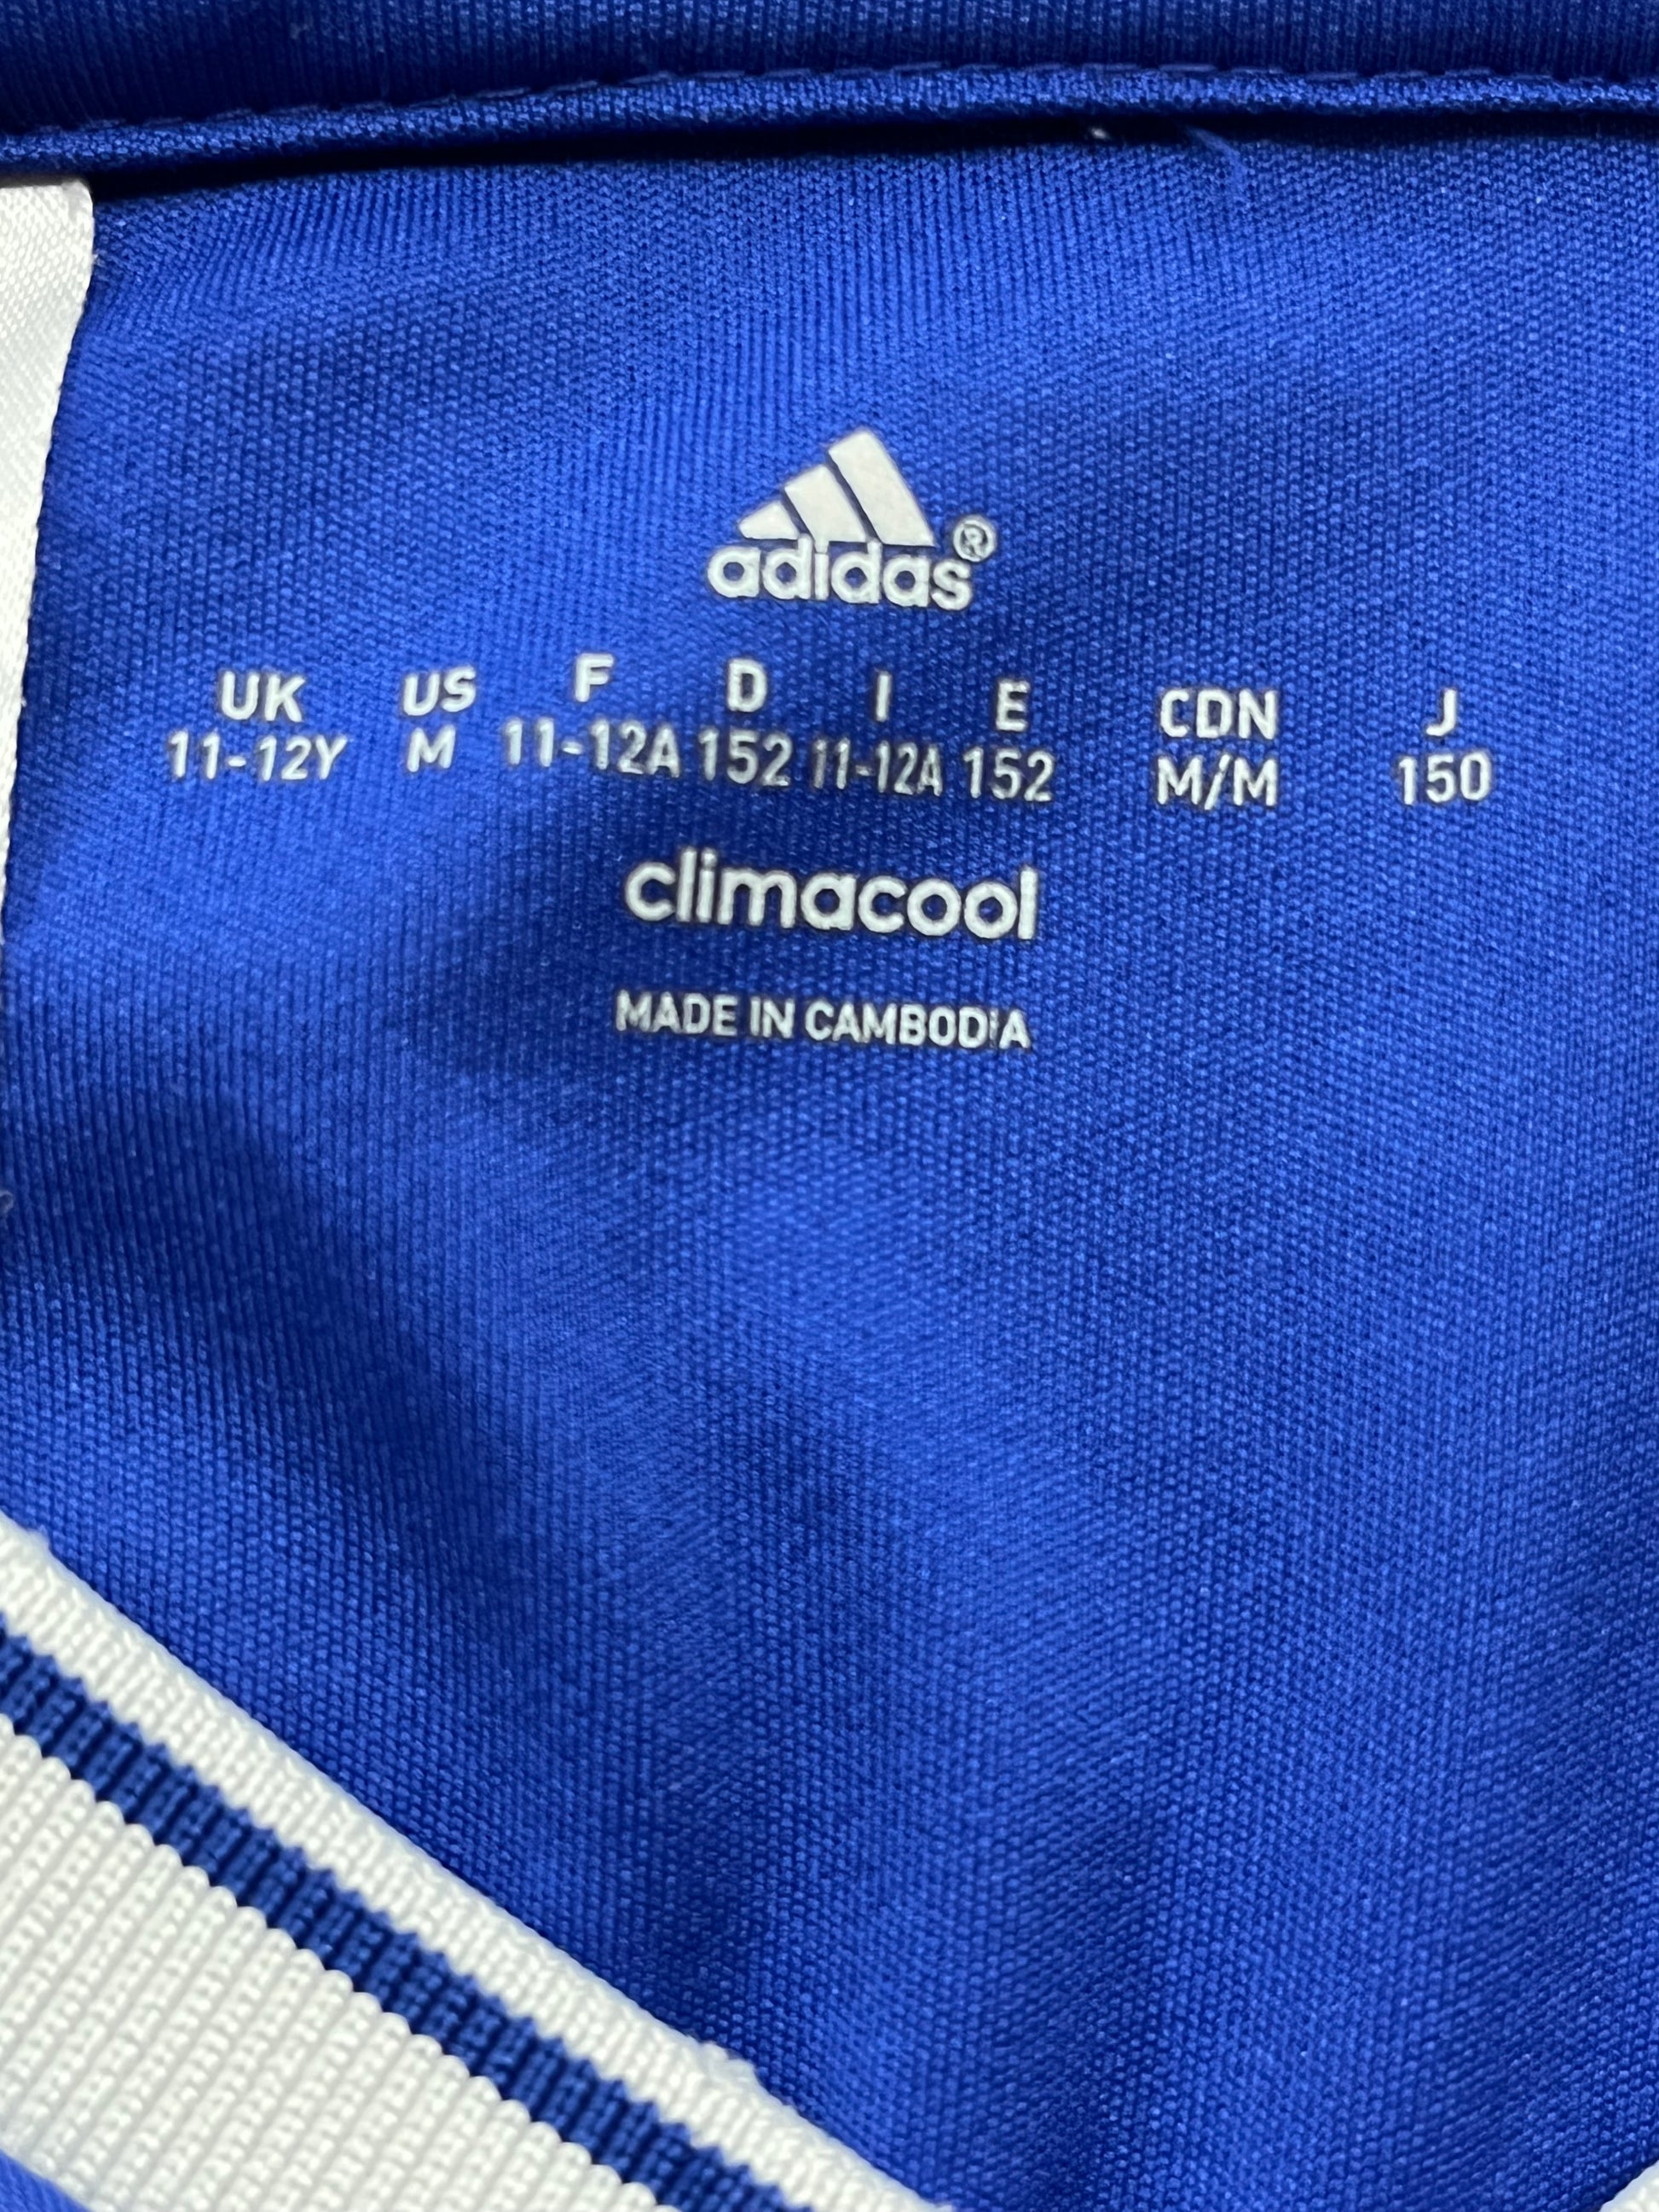 adidas®
UK US F D I E CDN J
11-12Y M 11-12A 152 11-12A 152 M/M 150
climacool
MADE IN CAMBODIA